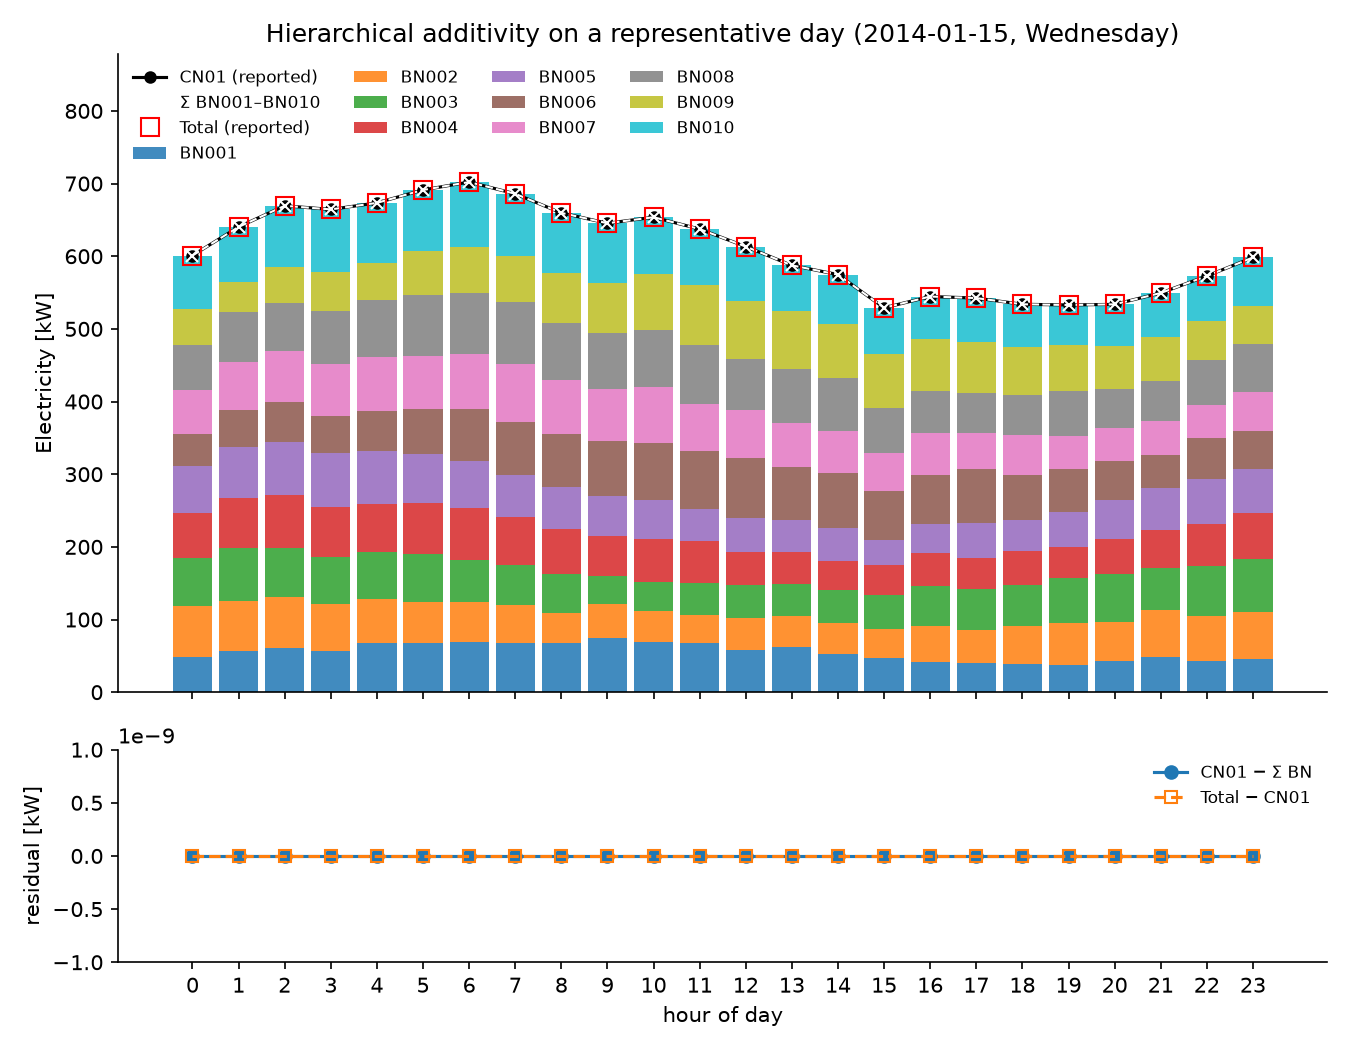 Hierarchical additivity on a representative day (2014-01-15, Wednesday)
CN01 (reported)
Σ BN001–BN010
Total (reported)
BN001
BN002
BN003
BN004
BN005
BN006
BN007
BN008
BN009
BN010
800
700
600
500
400
300
200
100
0
Electricity [kW]
1e−9
1.0
0.5
0.0
−0.5
−1.0
residual [kW]
CN01 − Σ BN
Total − CN01
0 1 2 3 4 5 6 7 8 9 10 11 12 13 14 15 16 17 18 19 20 21 22 23
hour of day